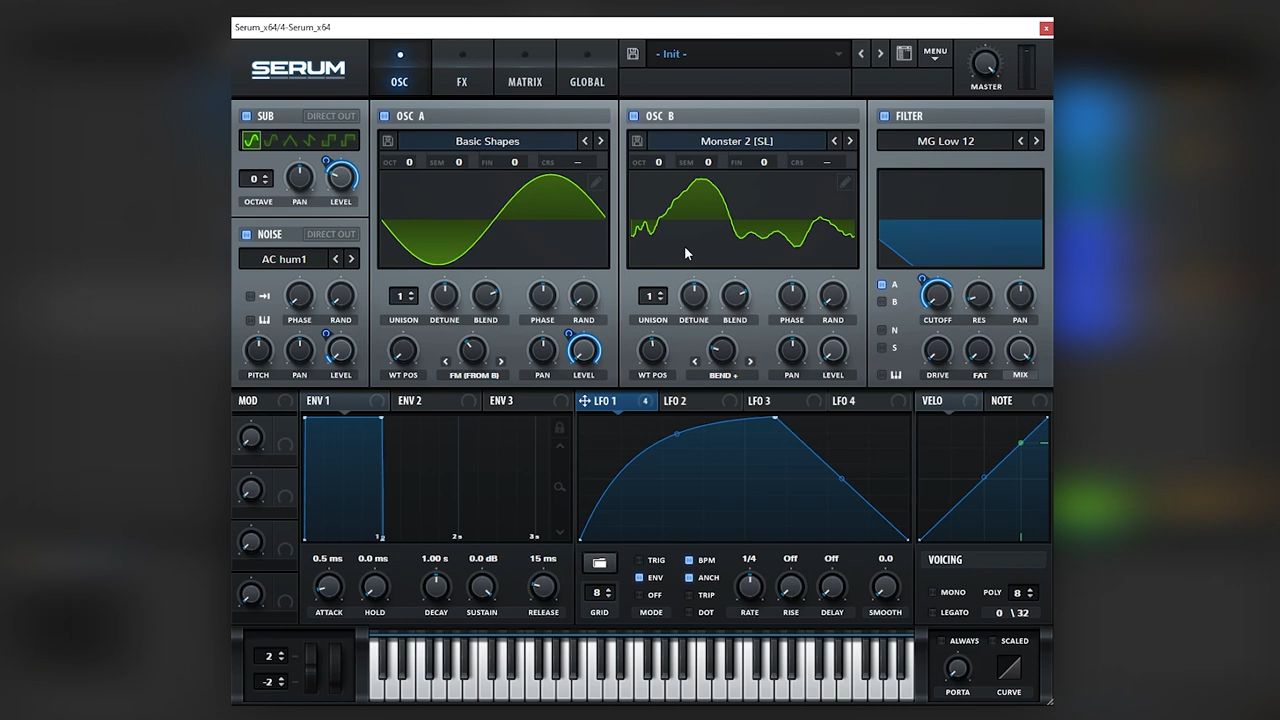 Serum_x64/4-Serum_x64
x
SERUM
OSC
FX
MATRIX
GLOBAL
- Init -
MENU
MASTER
SUB
DIRECT OUT
0
OCTAVE
PAN
LEVEL
NOISE
DIRECT OUT
AC hum1
PHASE
RAND
PITCH
PAN
LEVEL
OSC A
Basic Shapes
OCT 0 SEM 0 FIN 0 CRS --
1
UNISON
DETUNE
BLEND
PHASE
RAND
WT POS
FM (FROM B)
PAN
LEVEL
OSC B
Monster 2 [SL]
OCT 0 SEM 0 FIN 0 CRS --
1
UNISON
DETUNE
BLEND
PHASE
RAND
WT POS
BEND +
PAN
LEVEL
FILTER
MG Low 12
A
B
N
S
CUTOFF
RES
PAN
DRIVE
FAT
MIX
MOD
ENV 1
ENV 2
ENV 3
LFO 1
4
LFO 2
LFO 3
LFO 4
VELO
NOTE
2s
3s
0.5 ms
0.0 ms
1.00 s
0.0 dB
15 ms
ATTACK
HOLD
DECAY
SUSTAIN
RELEASE
8
GRID
TRIG
ENV
OFF
MODE
BPM
ANCH
TRIP
DOT
1/4
Off
Off
0.0
RATE
RISE
DELAY
SMOOTH
VOICING
MONO
POLY
8
LEGATO
0 \ 32
2
-2
ALWAYS
SCALED
PORTA
CURVE